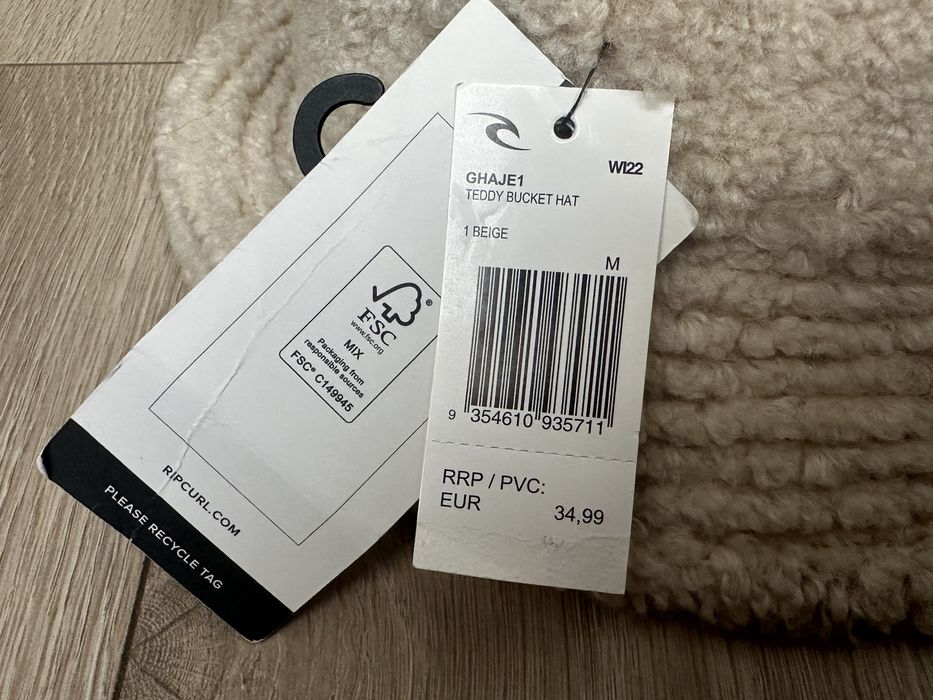 WI22
GHAJE1
TEDDY BUCKET HAT
1 BEIGE
M
9 354610 935711
RRP / PVC:
EUR 34,99
FSC®
www.fsc.org
MIX
Packaging from
responsible sources
FSC® C149945
RIPCURL.COM
PLEASE RECYCLE TAG